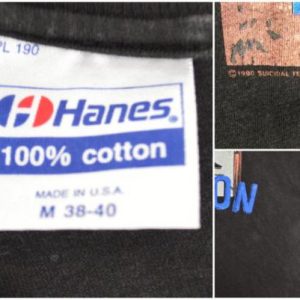 PL 190
Hanes
100% cotton
MADE IN U.S.A.
M 38-40
© 1990 SUICIDAL
ON